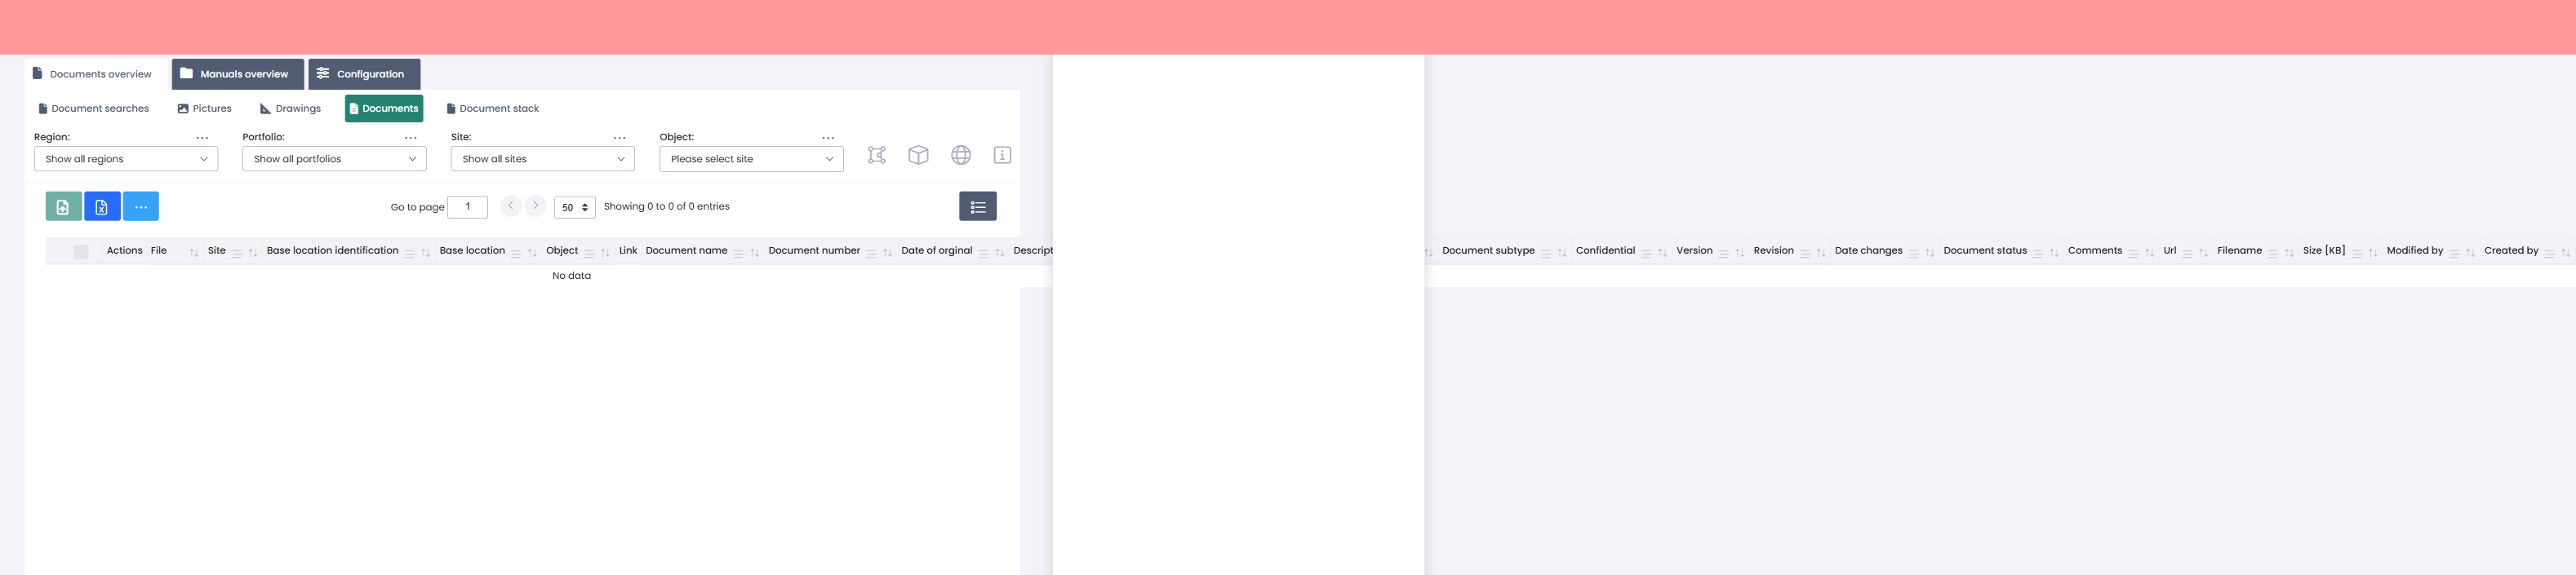 Documents overview Manuals overview Configuration
Document searches Pictures Drawings Documents Document stack
Region: ... Portfolio: ... Site: ... Object: ...
Show all regions Show all portfolios Show all sites Please select site
... Go to page 1 50 Showing 0 to 0 of 0 entries
Actions File Site Base location identification Base location Object Link Document name Document number Date of orginal Descript Document subtype Confidential Version Revision Date changes Document status Comments Url Filename Size [KB] Modified by Created by
No data